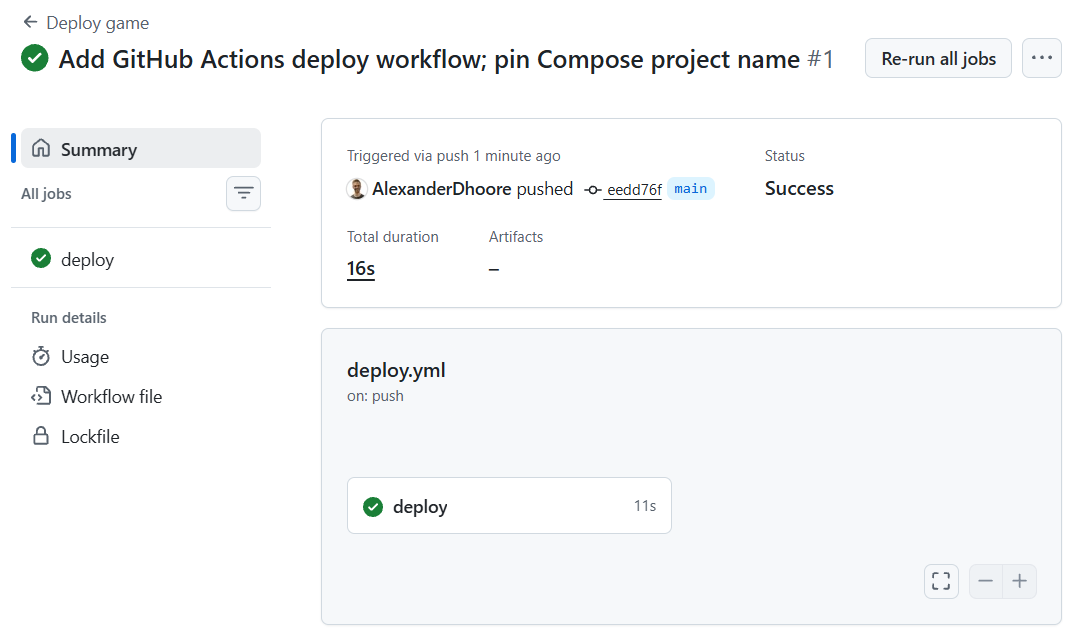 Deploy game
Add GitHub Actions deploy workflow; pin Compose project name #1
Re-run all jobs
Summary
All jobs
deploy
Run details
Usage
Workflow file
Lockfile
Triggered via push 1 minute ago
Status
AlexanderDhoore pushed eedd76f main
Success
Total duration
Artifacts
16s
–
deploy.yml
on: push
deploy
11s